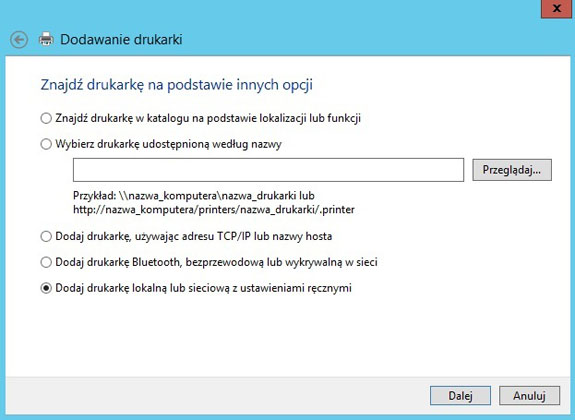 x
Dodawanie drukarki
Znajdź drukarkę na podstawie innych opcji
Znajdź drukarkę w katalogu na podstawie lokalizacji lub funkcji
Wybierz drukarkę udostępnioną według nazwy
Przeglądaj...
Przykład: \\nazwa_komputera\nazwa_drukarki lub
http://nazwa_komputera/printers/nazwa_drukarki/.printer
Dodaj drukarkę, używając adresu TCP/IP lub nazwy hosta
Dodaj drukarkę Bluetooth, bezprzewodową lub wykrywalną w sieci
Dodaj drukarkę lokalną lub sieciową z ustawieniami ręcznymi
Dalej
Anuluj